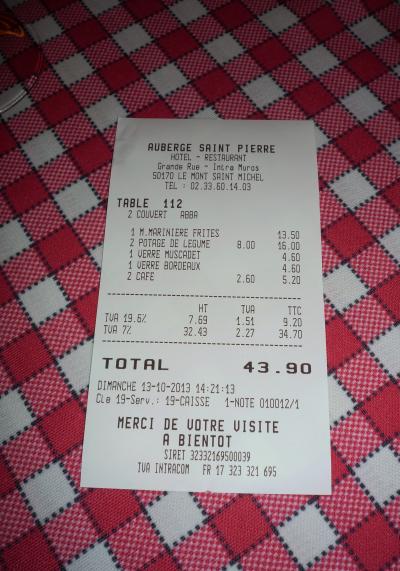 AUBERGE SAINT PIERRE
HOTEL - RESTAURANT
Grande Rue - Intra Muros
50170 LE MONT SAINT MICHEL
TEL : 02.33.60.14.03
TABLE 112
2 COUVERT ABBA
1 M.MARINIERE FRITES 13.50
2 POTAGE DE LEGUME 8.00 16.00
1 VERRE MUSCADET 4.60
1 VERRE BORDEAUX 4.60
2 CAFE 2.60 5.20
HT TVA TTC
TVA 19.6% 7.69 1.51 9.20
TVA 7% 32.43 2.27 34.70
TOTAL 43.90
DIMANCHE 13-10-2013 14:21:13
Cle 19-Serv.: 19-CAISSE 1-NOTE 010012/1
MERCI DE VOTRE VISITE
A BIENTOT
SIRET 32332169500039
TVA INTRACOM FR 17 323 321 695